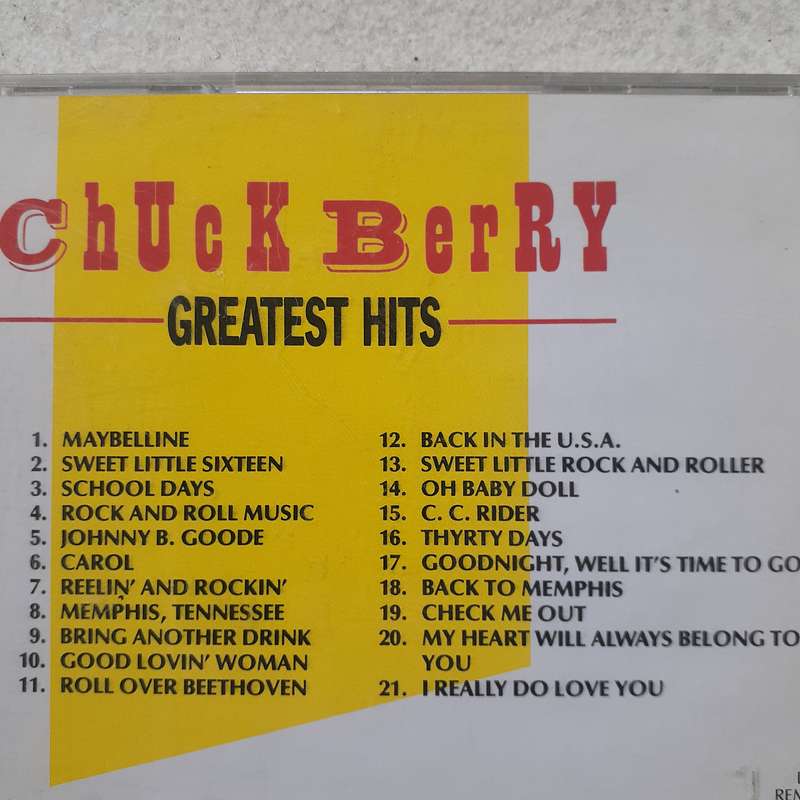 ChUcK BerRY
GREATEST HITS
1. MAYBELLINE
2. SWEET LITTLE SIXTEEN
3. SCHOOL DAYS
4. ROCK AND ROLL MUSIC
5. JOHNNY B. GOODE
6. CAROL
7. REELIN' AND ROCKIN'
8. MEMPHIS, TENNESSEE
9. BRING ANOTHER DRINK
10. GOOD LOVIN' WOMAN
11. ROLL OVER BEETHOVEN
12. BACK IN THE U.S.A.
13. SWEET LITTLE ROCK AND ROLLER
14. OH BABY DOLL
15. C. C. RIDER
16. THYRTY DAYS
17. GOODNIGHT, WELL IT'S TIME TO GO
18. BACK TO MEMPHIS
19. CHECK ME OUT
20. MY HEART WILL ALWAYS BELONG TO
YOU
21. I REALLY DO LOVE YOU